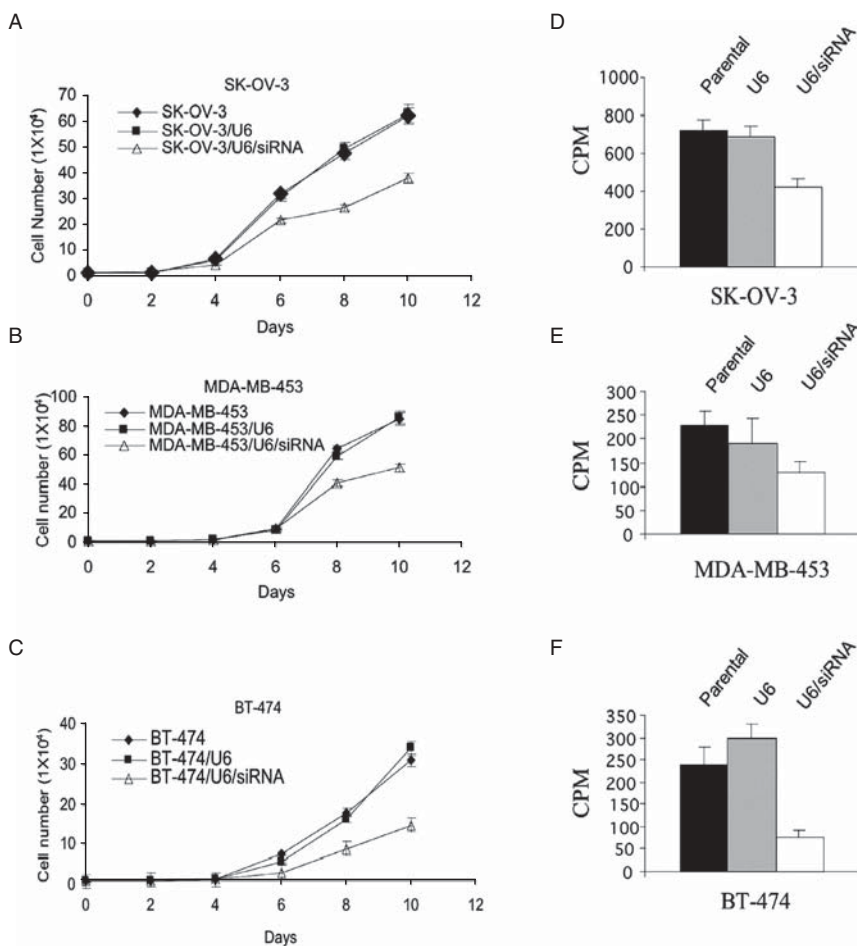 A
SK-OV-3
SK-OV-3
SK-OV-3/U6
SK-OV-3/U6/siRNA
Cell Number (1X10⁴)
70
60
50
40
30
20
10
0
0 2 4 6 8 10 12
Days
D
Parental
U6
U6/siRNA
CPM
1000
800
600
400
200
0
SK-OV-3
B
MDA-MB-453
MDA-MB-453
MDA-MB-453/U6
MDA-MB-453/U6/siRNA
Cell number (1X10⁴)
100
80
60
40
20
0
0 2 4 6 8 10 12
Days
E
Parental
U6
U6/siRNA
CPM
300
250
200
150
100
50
0
MDA-MB-453
C
BT-474
BT-474
BT-474/U6
BT-474/U6/siRNA
Cell number (1X10⁴)
40
30
20
10
0
0 2 4 6 8 10 12
Days
F
Parental
U6
U6/siRNA
CPM
350
300
250
200
150
100
50
0
BT-474